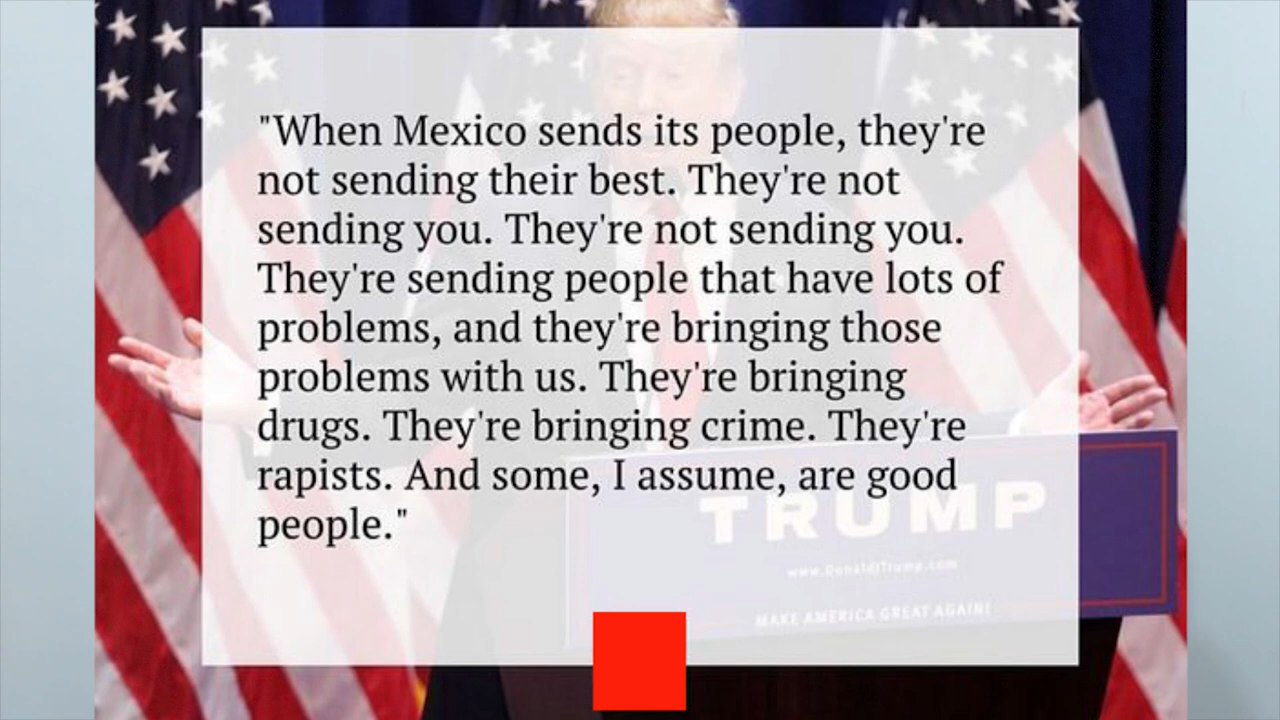 "When Mexico sends its people, they're
not sending their best. They're not
sending you. They're not sending you.
They're sending people that have lots of
problems, and they're bringing those
problems with us. They're bringing
drugs. They're bringing crime. They're
rapists. And some, I assume, are good
people."
TRUMP
www.DonaldJTrump.com
MAKE AMERICA GREAT AGAIN!